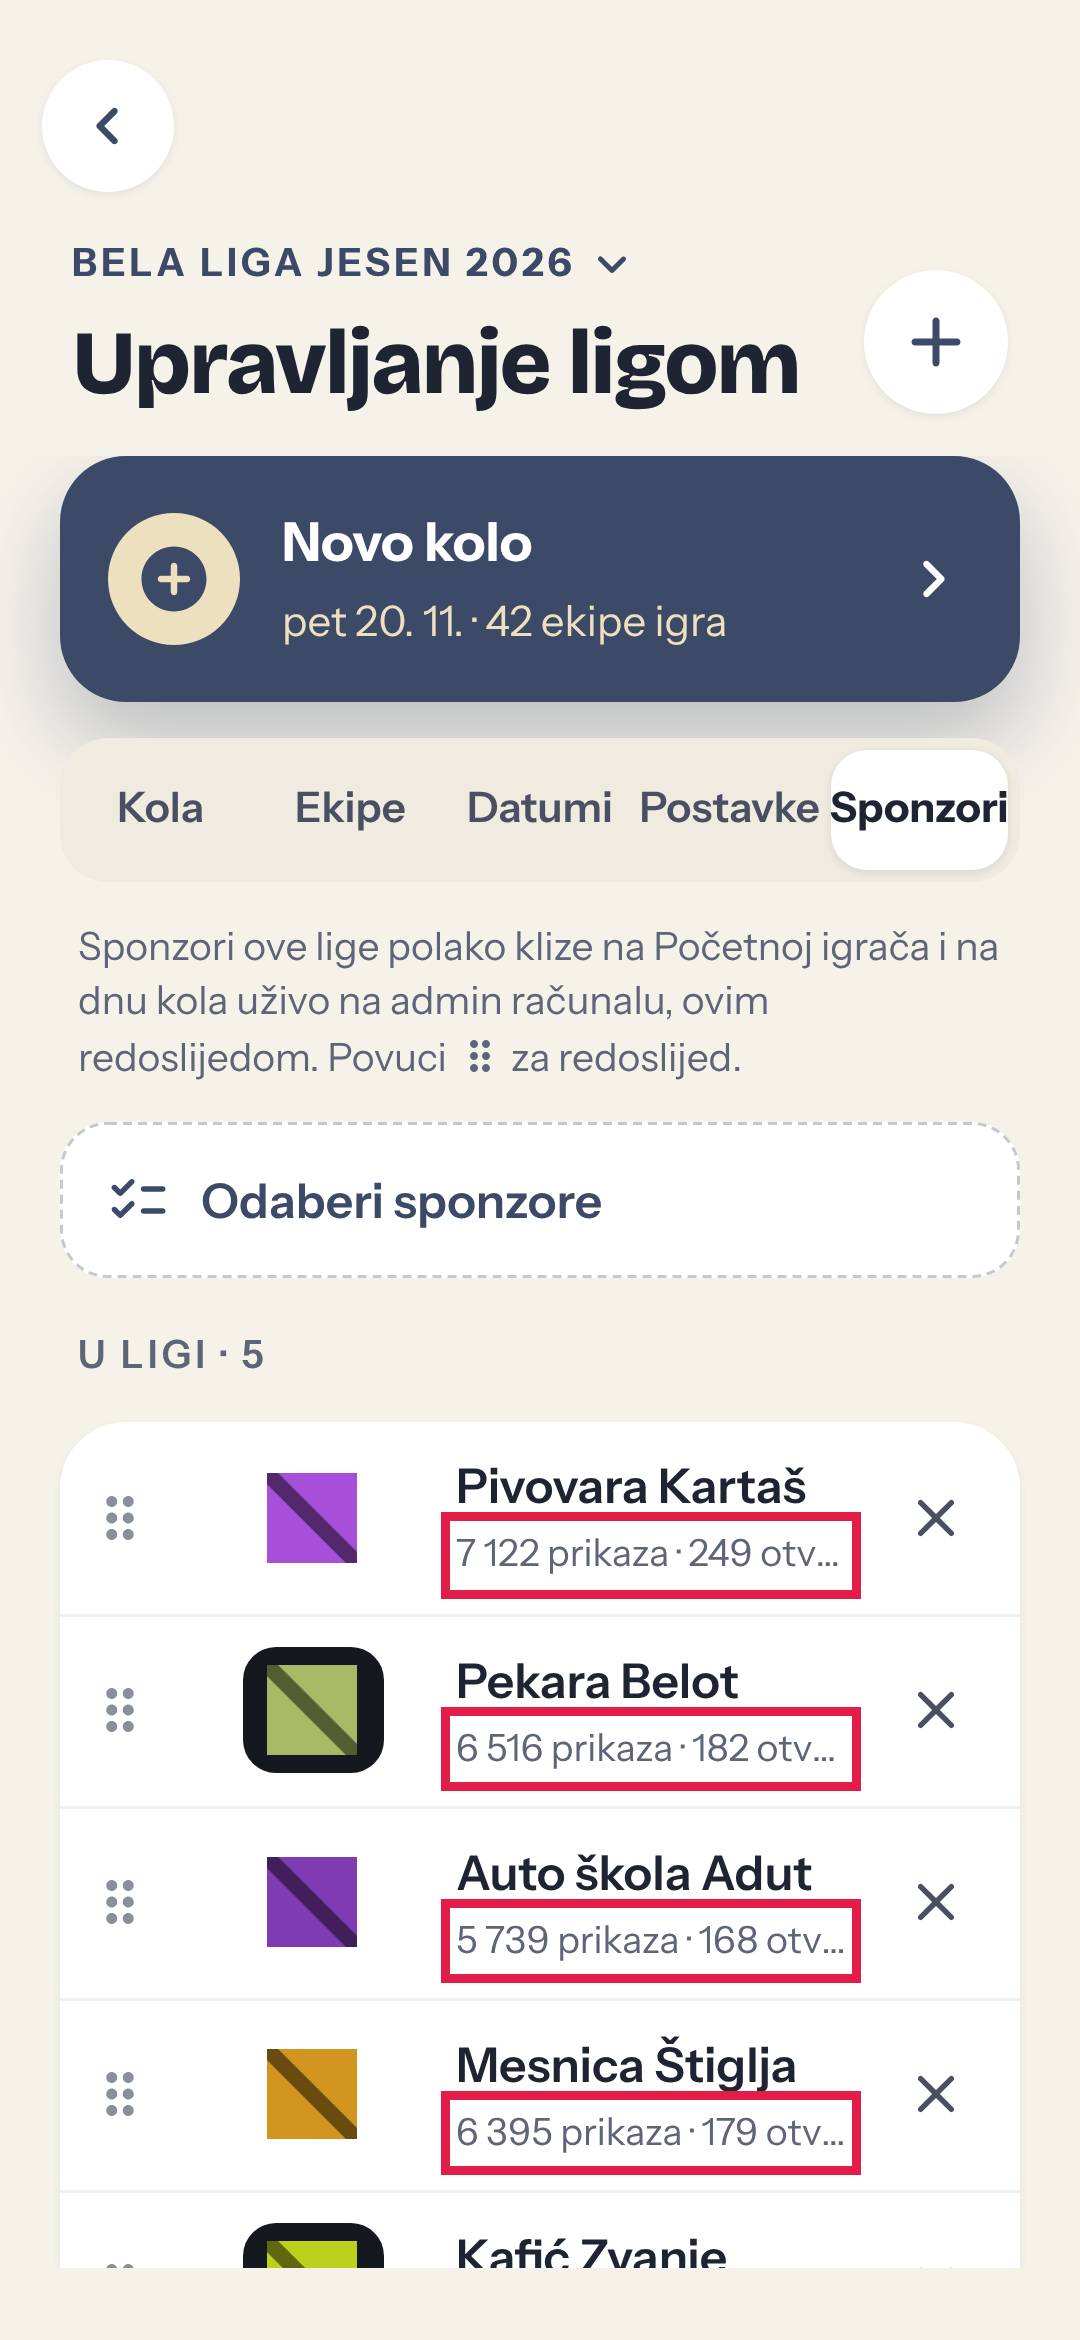 BELA LIGA JESEN 2026
Upravljanje ligom
Novo kolo
pet 20. 11. · 42 ekipe igra
Kola Ekipe Datumi Postavke Sponzori
Sponzori ove lige polako klize na Početnoj igrača i na
dnu kola uživo na admin računalu, ovim
redoslijedom. Povuci za redoslijed.
Odaberi sponzore
U LIGI · 5
Pivovara Kartaš
7 122 prikaza · 249 otv...
Pekara Belot
6 516 prikaza · 182 otv...
Auto škola Adut
5 739 prikaza · 168 otv...
Mesnica Štiglja
6 395 prikaza · 179 otv...
Kafić Zvanje